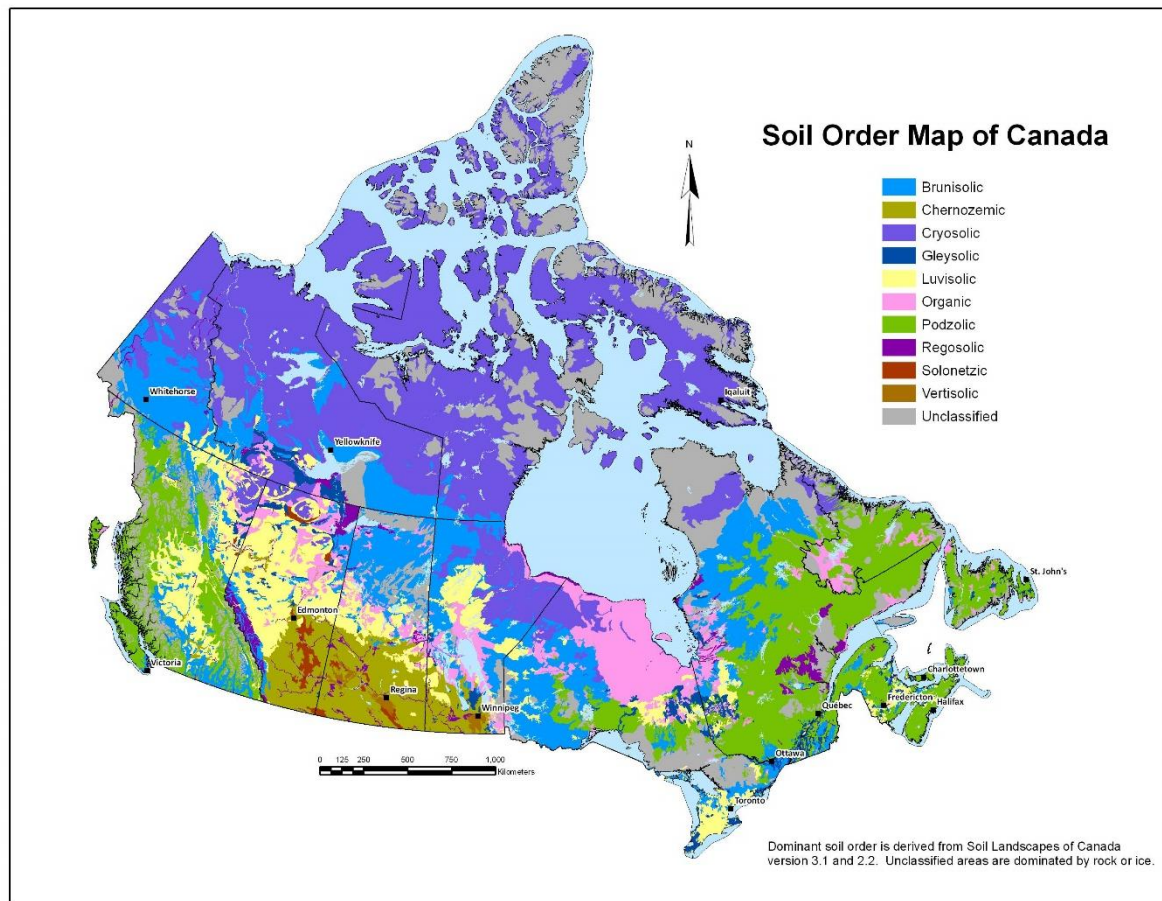 Soil Order Map of Canada
N
Brunisolic
Chernozemic
Cryosolic
Gleysolic
Luvisolic
Organic
Podzolic
Regosolic
Solonetzic
Vertisolic
Unclassified
Whitehorse
Iqaluit
Yellowknife
St. John's
Edmonton
Victoria
Regina
Winnipeg
Charlottetown
Fredericton
Halifax
Québec
Ottawa
Toronto
0 125 250 500 750 1,000
Kilometers
Dominant soil order is derived from Soil Landscapes of Canada
version 3.1 and 2.2. Unclassified areas are dominated by rock or ice.